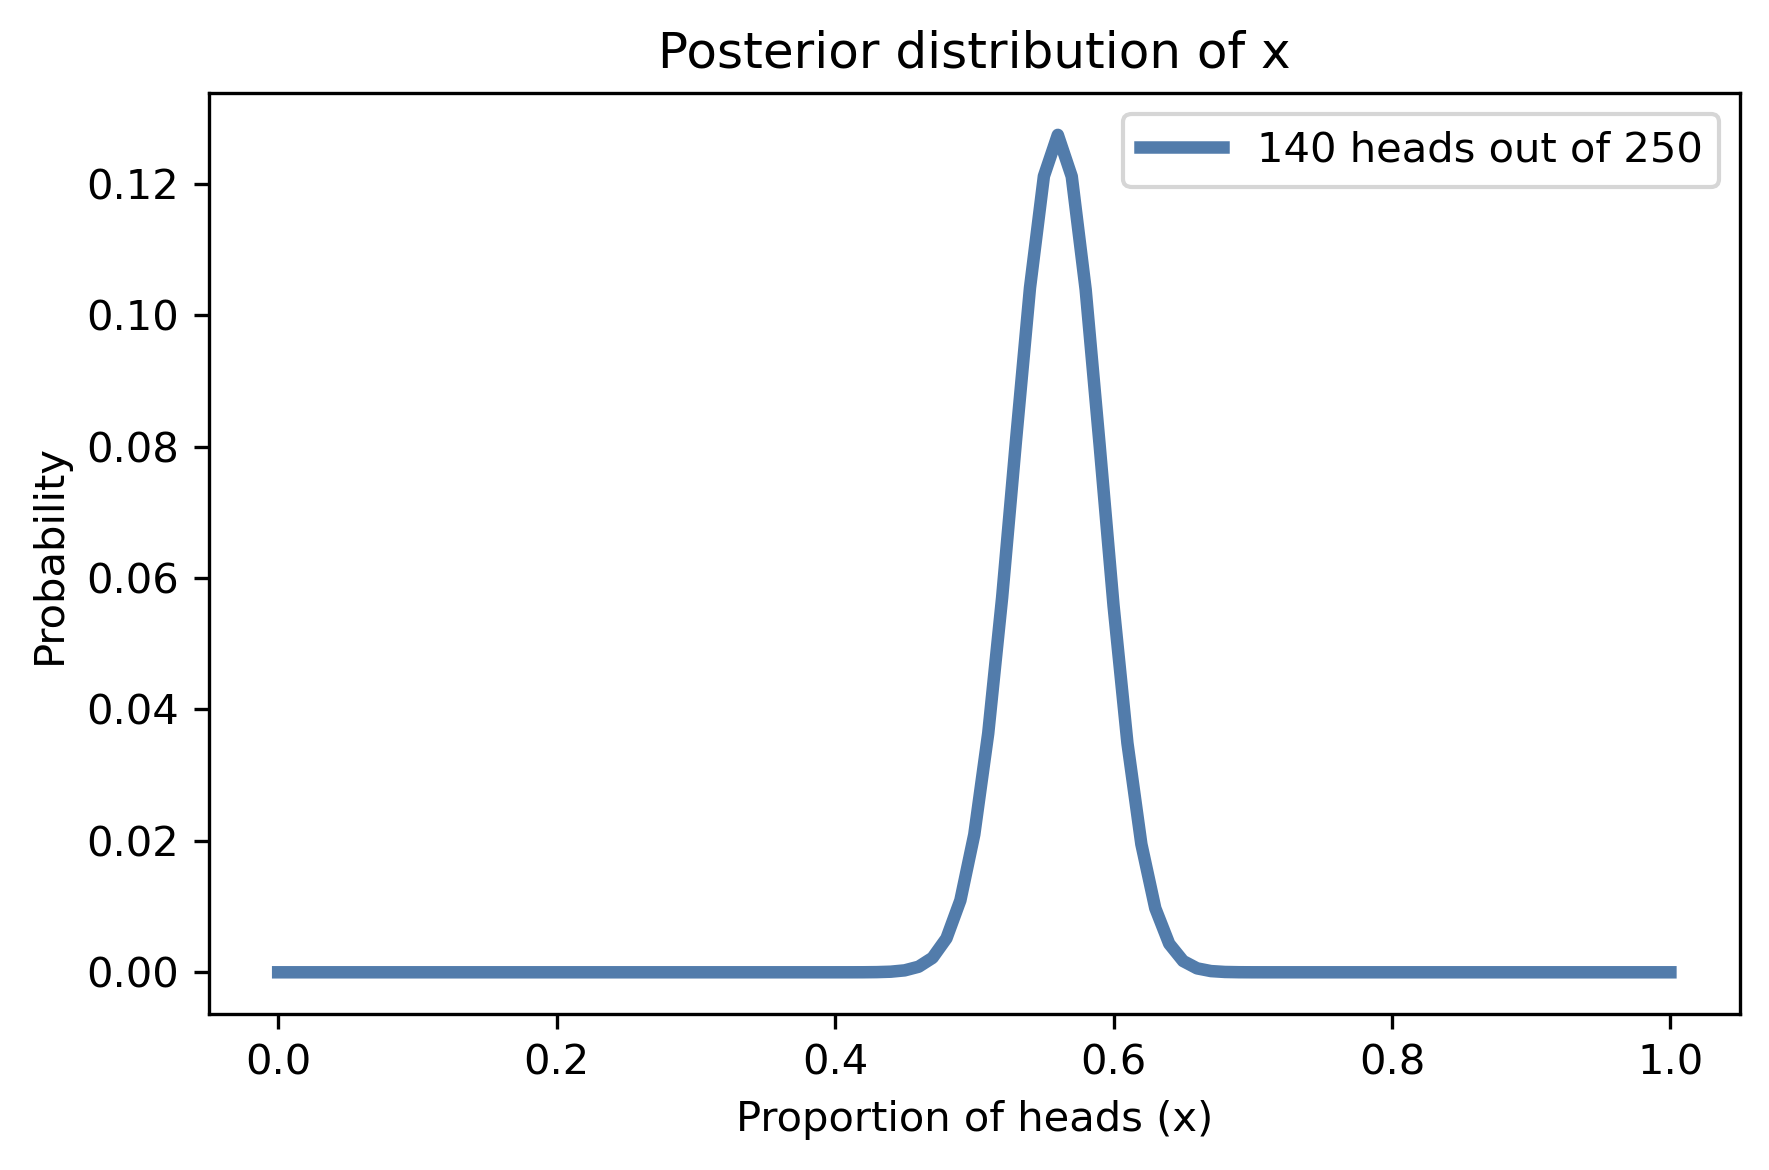 Posterior distribution of x
140 heads out of 250
Probability
0.12
0.10
0.08
0.06
0.04
0.02
0.00
0.0 0.2 0.4 0.6 0.8 1.0
Proportion of heads (x)